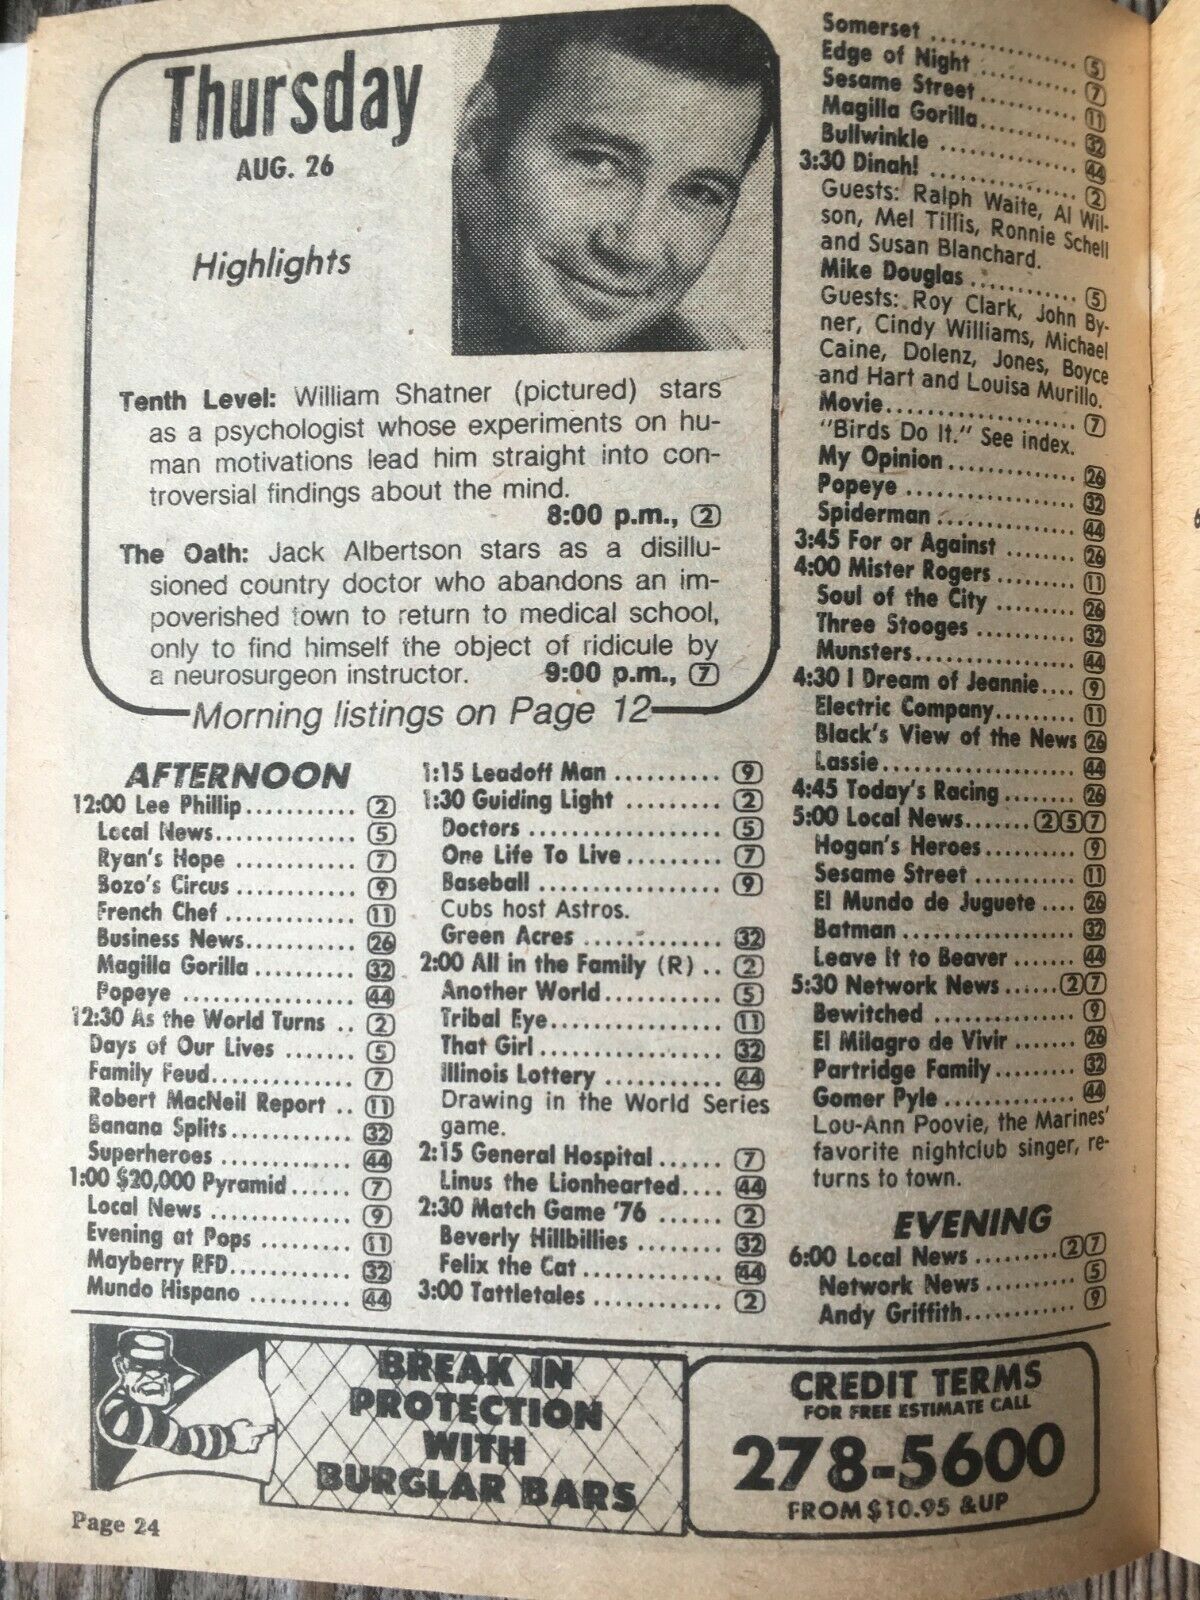 Thursday
AUG. 26
Highlights
Tenth Level: William Shatner (pictured) stars
as a psychologist whose experiments on hu-
man motivations lead him straight into con-
troversial findings about the mind.
8:00 p.m., 2
The Oath: Jack Albertson stars as a disillu-
sioned country doctor who abandons an im-
poverished town to return to medical school,
only to find himself the object of ridicule by
a neurosurgeon instructor. 9:00 p.m., 7
Morning listings on Page 12
AFTERNOON
12:00 Lee Phillip........... 2
Local News............. 5
Ryan's Hope ............ 7
Bozo's Circus ........... 9
French Chef ............ 11
Business News.......... 26
Magilla Gorilla .......... 32
Popeye ................ 44
12:30 As the World Turns .. 2
Days of Our Lives ....... 5
Family Feud............. 7
Robert MacNeil Report .. 11
Banana Splits........... 32
Superheroes ............ 44
1:00 $20,000 Pyramid...... 7
Local News ............. 9
Evening at Pops ......... 11
Mayberry RFD........... 32
Mundo Hispano ......... 44
1:15 Leadoff Man .......... 9
1:30 Guiding Light ......... 2
Doctors ................ 5
One Life To Live......... 7
Baseball ............... 9
Cubs host Astros.
Green Acres ............ 32
2:00 All in the Family (R) .. 2
Another World.......... 5
Tribal Eye.............. 11
That Girl............... 32
Illinois Lottery .......... 44
Drawing in the World Series
game.
2:15 General Hospital ...... 7
Linus the Lionhearted.... 44
2:30 Match Game '76 ...... 2
Beverly Hillbillies ....... 32
Felix the Cat............ 44
3:00 Tattletales ............ 2
Somerset .............. 5
Edge of Night .......... 7
Sesame Street.......... 11
Magilla Gorilla.......... 32
Bullwinkle .............. 44
3:30 Dinah! ............... 2
Guests: Ralph Waite, Al Wil-
son, Mel Tillis, Ronnie Schell
and Susan Blanchard.
Mike Douglas ............ 5
Guests: Roy Clark, John By-
ner, Cindy Williams, Michael
Caine, Dolenz, Jones, Boyce
and Hart and Louisa Murillo.
Movie................... 7
"Birds Do It." See index.
My Opinion............. 26
Popeye ................ 32
Spiderman .............. 44
3:45 For or Against ........ 26
4:00 Mister Rogers ......... 11
Soul of the City ......... 26
Three Stooges ........... 32
Munsters................ 44
4:30 I Dream of Jeannie.... 9
Electric Company......... 11
Black's View of the News 26
Lassie.................. 44
4:45 Today's Racing ........ 26
5:00 Local News.......2 5 7
Hogan's Heroes.......... 9
Sesame Street ........... 11
El Mundo de Juguete .... 26
Batman ................. 32
Leave It to Beaver ....... 44
5:30 Network News......2 7
Bewitched .............. 9
El Milagro de Vivir ....... 26
Partridge Family......... 32
Gomer Pyle.............. 44
Lou-Ann Poovie, the Marines'
favorite nightclub singer, re-
turns to town.
EVENING
6:00 Local News .........2 7
Network News........... 5
Andy Griffith............ 9
BREAK IN
PROTECTION
WITH
BURGLAR BARS
CREDIT TERMS
FOR FREE ESTIMATE CALL
278-5600
FROM $10.95 & UP
Page 24